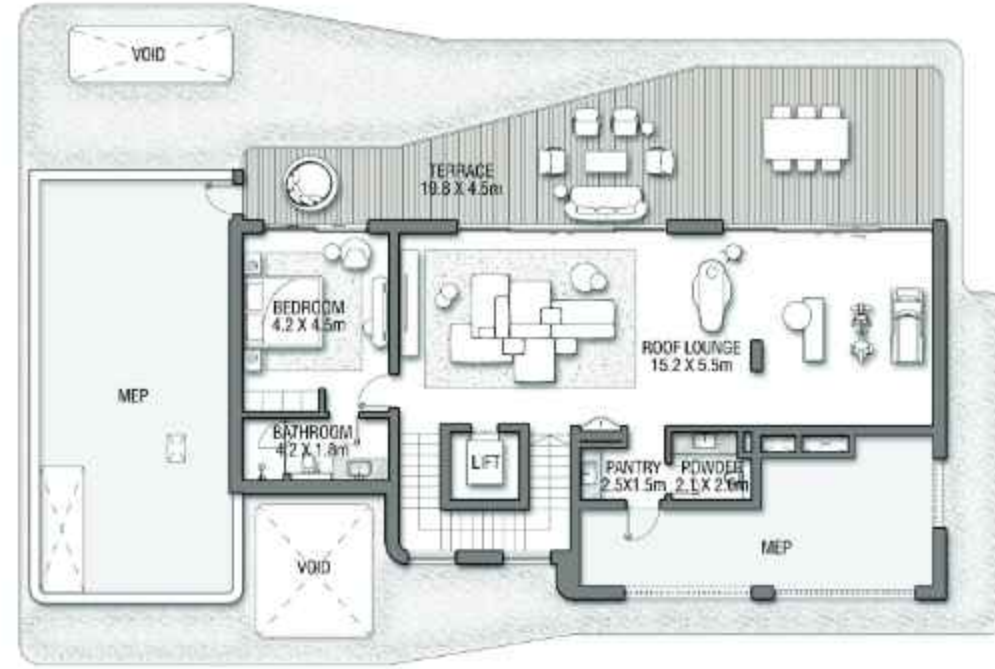 VOID
TERRACE
19.8 X 4.5m
BEDROOM
4.2 X 4.5m
ROOF LOUNGE
15.2 X 5.5m
MEP
BATHROOM
4.2 X 1.8m
LIFT
PANTRY
2.5X1.5m
POWDER
2.1 X 2.0m
MEP
VOID